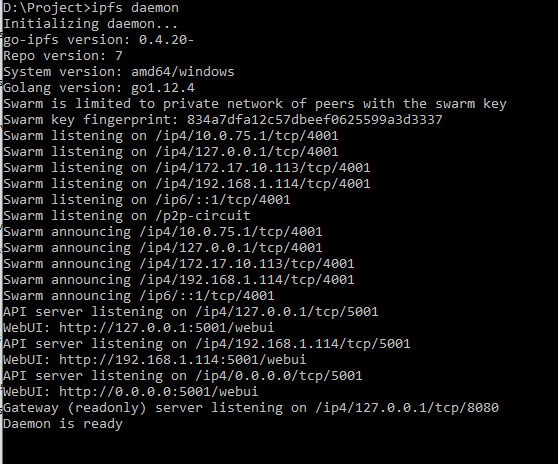 D:\Project>ipfs daemon
Initializing daemon...
go-ipfs version: 0.4.20-
Repo version: 7
System version: amd64/windows
Golang version: go1.12.4
Swarm is limited to private network of peers with the swarm key
Swarm key fingerprint: 834a7dfa12c57dbeef0625599a3d3337
Swarm listening on /ip4/10.0.75.1/tcp/4001
Swarm listening on /ip4/127.0.0.1/tcp/4001
Swarm listening on /ip4/172.17.10.113/tcp/4001
Swarm listening on /ip4/192.168.1.114/tcp/4001
Swarm listening on /ip6/::1/tcp/4001
Swarm listening on /p2p-circuit
Swarm announcing /ip4/10.0.75.1/tcp/4001
Swarm announcing /ip4/127.0.0.1/tcp/4001
Swarm announcing /ip4/172.17.10.113/tcp/4001
Swarm announcing /ip4/192.168.1.114/tcp/4001
Swarm announcing /ip6/::1/tcp/4001
API server listening on /ip4/127.0.0.1/tcp/5001
WebUI: http://127.0.0.1:5001/webui
API server listening on /ip4/192.168.1.114/tcp/5001
WebUI: http://192.168.1.114:5001/webui
API server listening on /ip4/0.0.0.0/tcp/5001
WebUI: http://0.0.0.0:5001/webui
Gateway (readonly) server listening on /ip4/127.0.0.1/tcp/8080
Daemon is ready